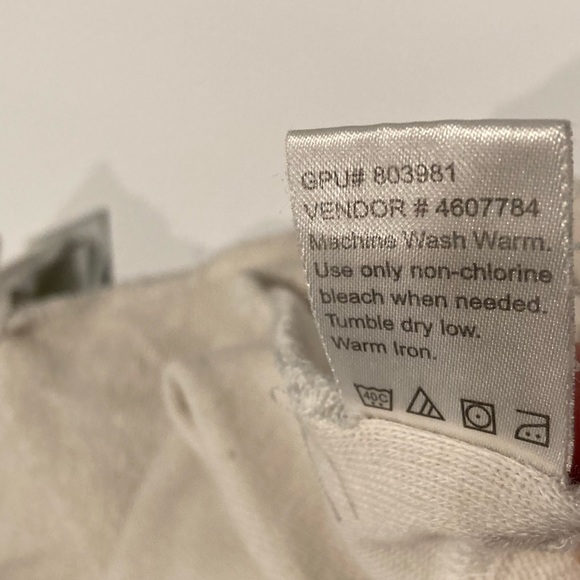 GPU# 803981
VENDOR # 4607784
Machine Wash Warm.
Use only non-chlorine
bleach when needed.
Tumble dry low.
Warm Iron.
40C